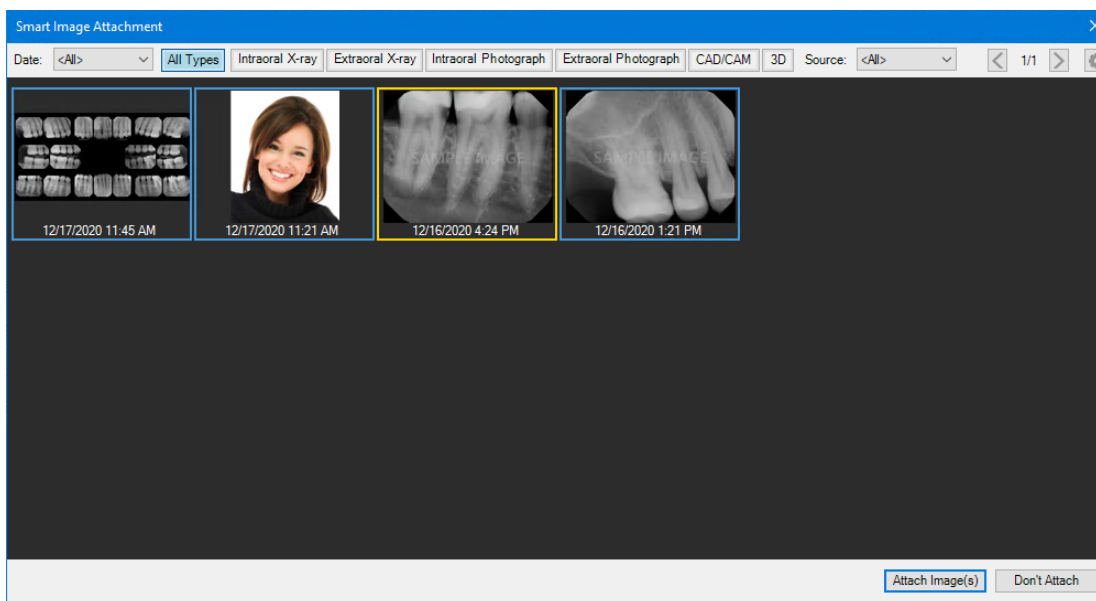 Smart Image Attachment
Date: <All> All Types Intraoral X-ray Extraoral X-ray Intraoral Photograph Extraoral Photograph CAD/CAM 3D Source: <All> 1/1
SAMPLE IMAGE SAMPLE IMAGE
12/17/2020 11:45 AM 12/17/2020 11:21 AM 12/16/2020 4:24 PM 12/16/2020 1:21 PM
Attach Image(s) Don't Attach